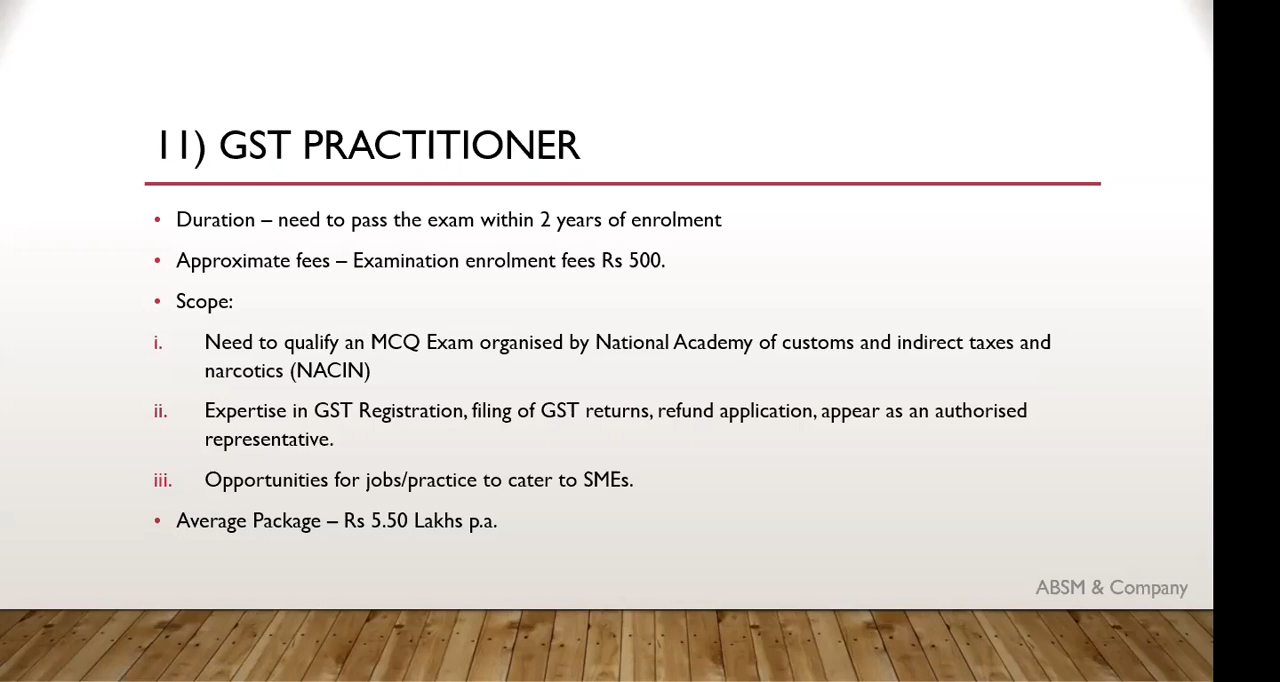 11) GST PRACTITIONER
• Duration – need to pass the exam within 2 years of enrolment
• Approximate fees – Examination enrolment fees Rs 500.
• Scope:
i. Need to qualify an MCQ Exam organised by National Academy of customs and indirect taxes and
narcotics (NACIN)
ii. Expertise in GST Registration, filing of GST returns, refund application, appear as an authorised
representative.
iii. Opportunities for jobs/practice to cater to SMEs.
• Average Package – Rs 5.50 Lakhs p.a.
ABSM & Company